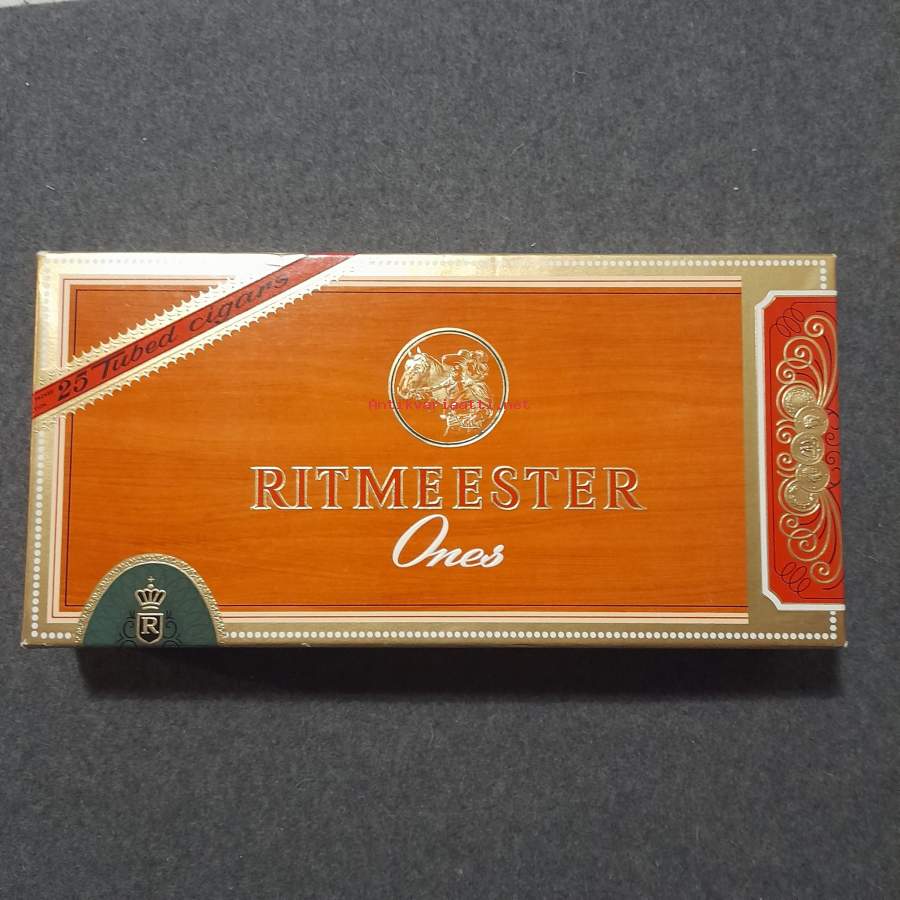 25 Tubed cigars
Antikvariaatti.net
RITMEESTER
Ones
R